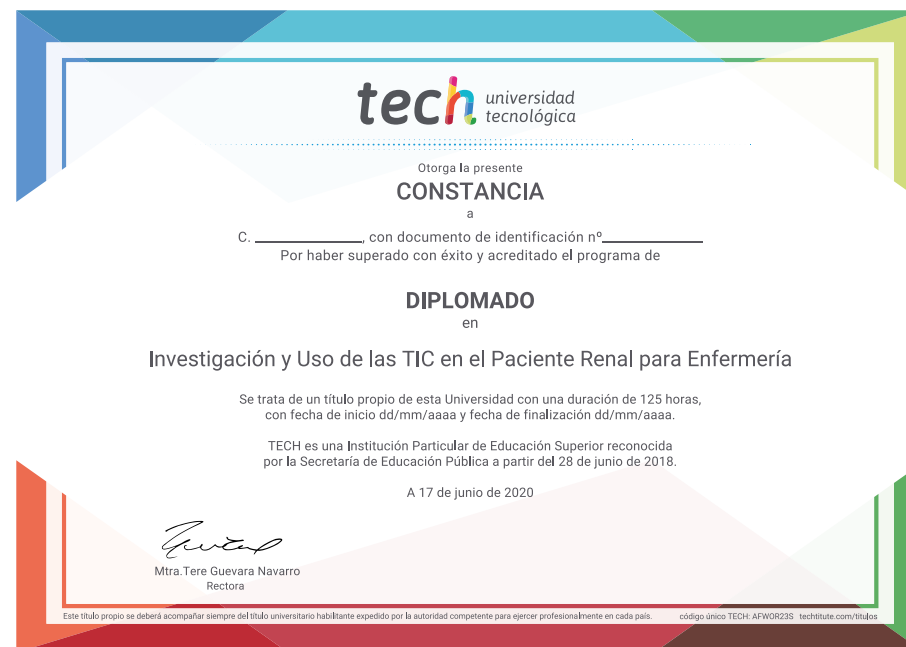 tech universidad
tecnológica
Otorga la presente
CONSTANCIA
a
C. ____________, con documento de identificación nº____________
Por haber superado con éxito y acreditado el programa de
DIPLOMADO
en
Investigación y Uso de las TIC en el Paciente Renal para Enfermería
Se trata de un título propio de esta Universidad con una duración de 125 horas,
con fecha de inicio dd/mm/aaaa y fecha de finalización dd/mm/aaaa.
TECH es una Institución Particular de Educación Superior reconocida
por la Secretaría de Educación Pública a partir del 28 de junio de 2018.
A 17 de junio de 2020
Mtra.Tere Guevara Navarro
Rectora
Este título propio se deberá acompañar siempre del título universitario habilitante expedido por la autoridad competente para ejercer profesionalmente en cada país. código único TECH: AFWOR23S techtitute.com/titulos